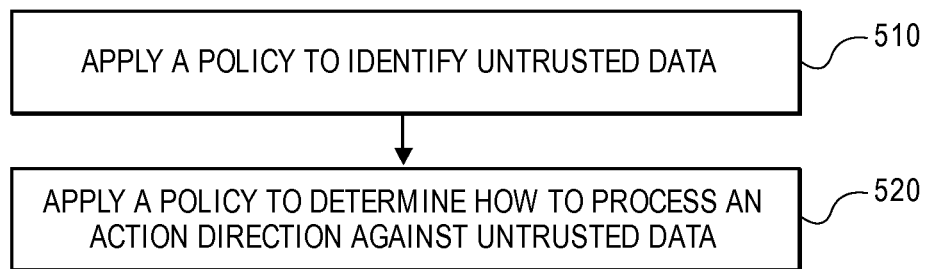 APPLY A POLICY TO IDENTIFY UNTRUSTED DATA
510
APPLY A POLICY TO DETERMINE HOW TO PROCESS AN
ACTION DIRECTION AGAINST UNTRUSTED DATA
520